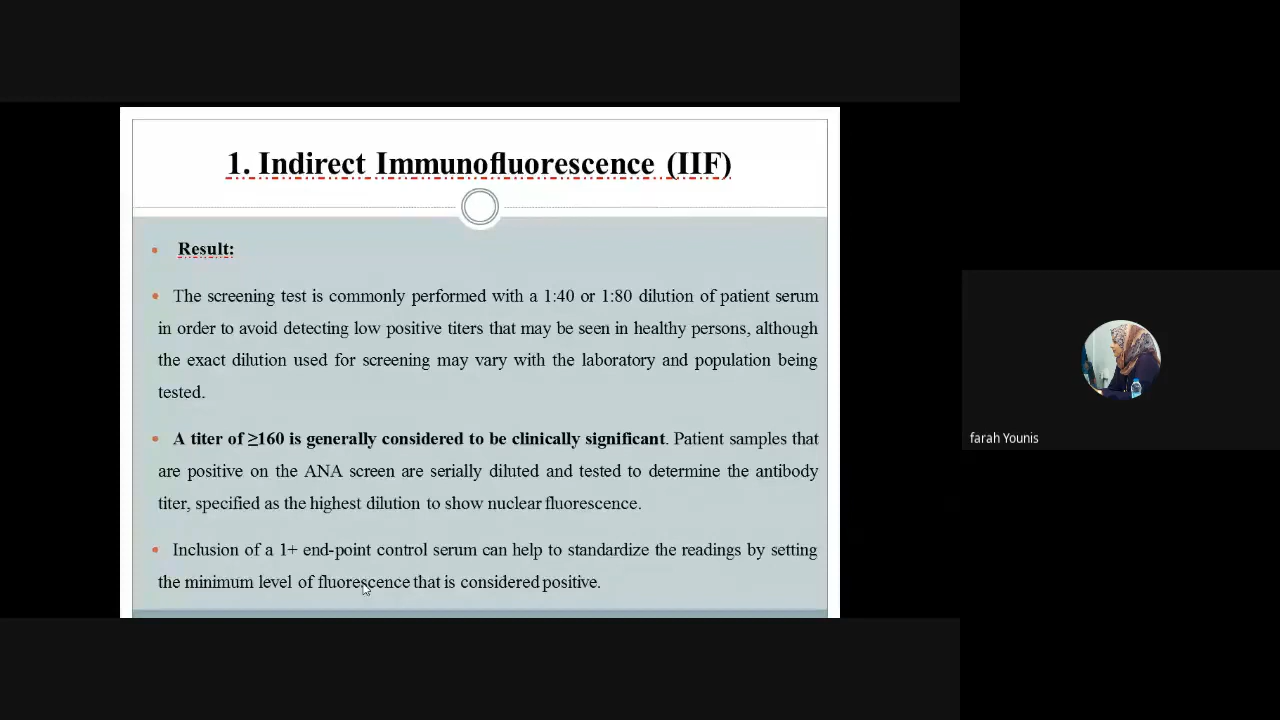 1. Indirect Immunofluorescence (IIF)
• Result:
• The screening test is commonly performed with a 1:40 or 1:80 dilution of patient serum
in order to avoid detecting low positive titers that may be seen in healthy persons, although
the exact dilution used for screening may vary with the laboratory and population being
tested.
• A titer of ≥160 is generally considered to be clinically significant. Patient samples that
are positive on the ANA screen are serially diluted and tested to determine the antibody
titer, specified as the highest dilution to show nuclear fluorescence.
• Inclusion of a 1+ end-point control serum can help to standardize the readings by setting
the minimum level of fluorescence that is considered positive.
farah Younis